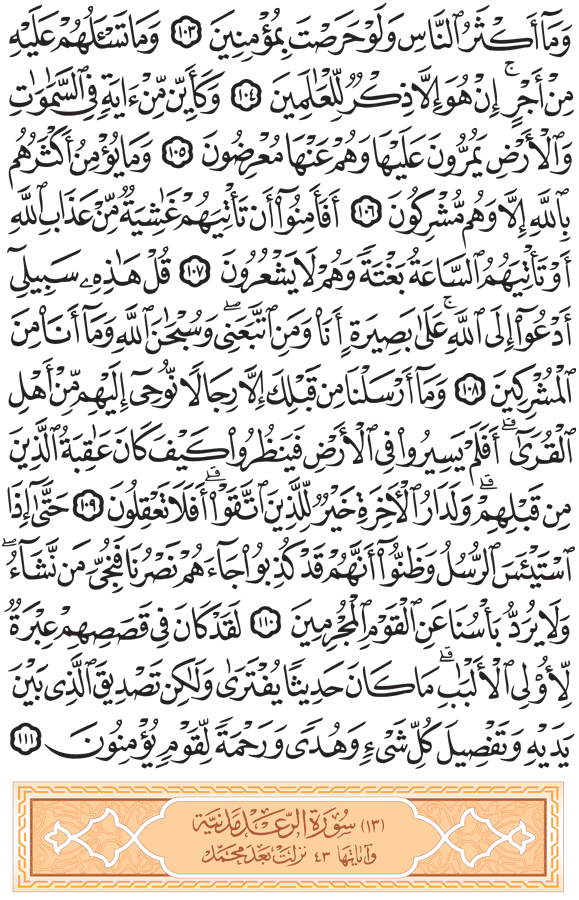 وَمَآ أَكْثَرُ ٱلنَّاسِ وَلَوْ حَرَصْتَ بِمُؤْمِنِينَ ١٠٣ وَمَا تَسْـَٔلُهُمْ عَلَيْهِ
مِنْ أَجْرٍ ۚ إِنْ هُوَ إِلَّا ذِكْرٌ لِّلْعَـٰلَمِينَ ١٠٤ وَكَأَيِّن مِّنْ ءَايَةٍ فِى ٱلسَّمَـٰوَٰتِ
وَٱلْأَرْضِ يَمُرُّونَ عَلَيْهَا وَهُمْ عَنْهَا مُعْرِضُونَ ١٠٥ وَمَا يُؤْمِنُ أَكْثَرُهُم
بِٱللَّهِ إِلَّا وَهُم مُّشْرِكُونَ ١٠٦ أَفَأَمِنُوٓا۟ أَن تَأْتِيَهُمْ غَـٰشِيَةٌ مِّنْ عَذَابِ ٱللَّهِ
أَوْ تَأْتِيَهُمُ ٱلسَّاعَةُ بَغْتَةً وَهُمْ لَا يَشْعُرُونَ ١٠٧ قُلْ هَـٰذِهِۦ سَبِيلِىٓ
أَدْعُوٓا۟ إِلَى ٱللَّهِ ۚ عَلَىٰ بَصِيرَةٍ أَنَا۠ وَمَنِ ٱتَّبَعَنِى ۖ وَسُبْحَـٰنَ ٱللَّهِ وَمَآ أَنَا۠ مِنَ
ٱلْمُشْرِكِينَ ١٠٨ وَمَآ أَرْسَلْنَا مِن قَبْلِكَ إِلَّا رِجَالًا نُّوحِىٓ إِلَيْهِم مِّنْ أَهْلِ
ٱلْقُرَىٰٓ ۗ أَفَلَمْ يَسِيرُوا۟ فِى ٱلْأَرْضِ فَيَنظُرُوا۟ كَيْفَ كَانَ عَـٰقِبَةُ ٱلَّذِينَ
مِن قَبْلِهِمْ ۗ وَلَدَارُ ٱلْـَٔاخِرَةِ خَيْرٌ لِّلَّذِينَ ٱتَّقَوْا۟ ۗ أَفَلَا تَعْقِلُونَ ١٠٩ حَتَّىٰٓ إِذَا
ٱسْتَيْـَٔسَ ٱلرُّسُلُ وَظَنُّوٓا۟ أَنَّهُمْ قَدْ كُذِبُوا۟ جَآءَهُمْ نَصْرُنَا فَنُجِّىَ مَن نَّشَآءُ ۖ
وَلَا يُرَدُّ بَأْسُنَا عَنِ ٱلْقَوْمِ ٱلْمُجْرِمِينَ ١١٠ لَقَدْ كَانَ فِى قَصَصِهِمْ عِبْرَةٌ
لِّأُو۟لِى ٱلْأَلْبَـٰبِ ۗ مَا كَانَ حَدِيثًا يُفْتَرَىٰ وَلَـٰكِن تَصْدِيقَ ٱلَّذِى بَيْنَ
يَدَيْهِ وَتَفْصِيلَ كُلِّ شَىْءٍ وَهُدًى وَرَحْمَةً لِّقَوْمٍ يُؤْمِنُونَ ١١١
(١٣) سُورَةُ الرَّعْدِ مَدَنِيَّة
وَآيَاتُهَا ٤٣ نَزَلَتْ بَعْدَ مُحَمَّد